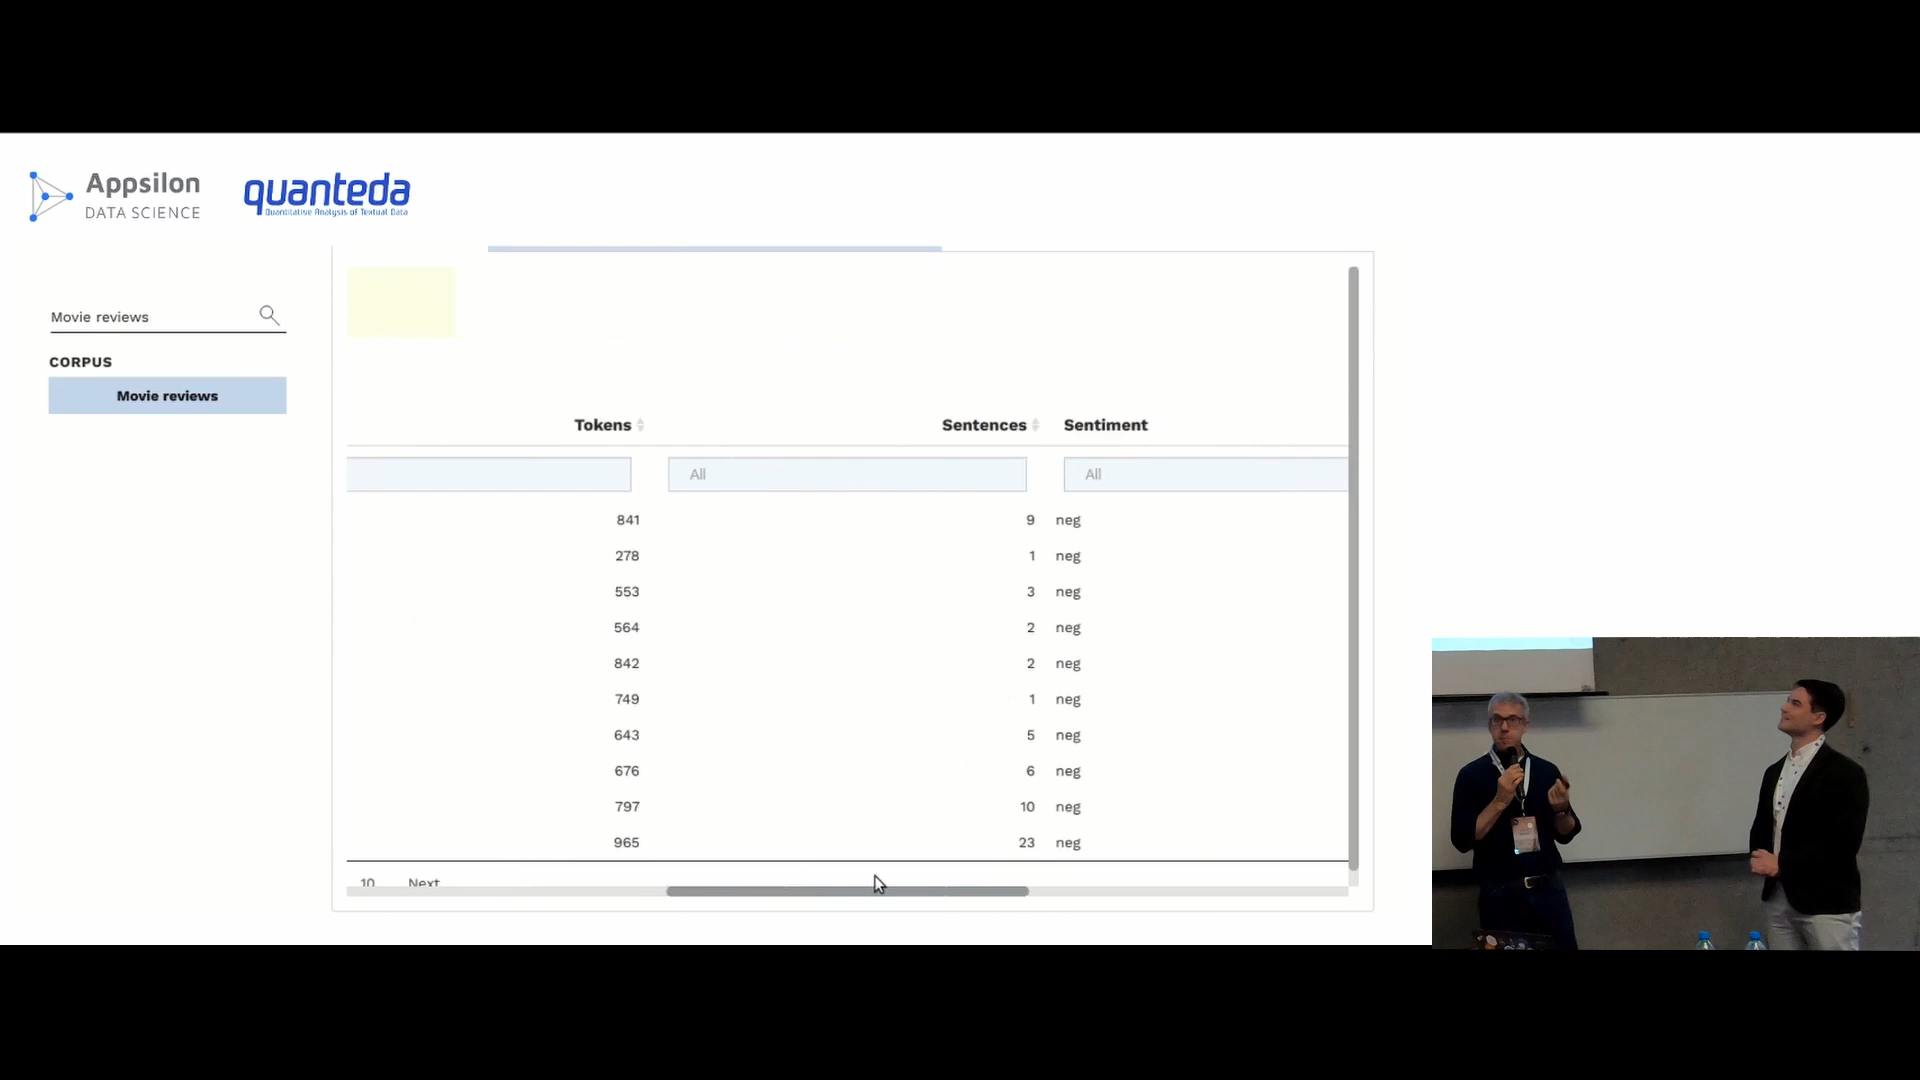 Appsilon
DATA SCIENCE
quanteda
Quantitative Analysis of Textual Data
Movie reviews
CORPUS
Movie reviews
Tokens Sentences Sentiment
All All
841 9 neg
278 1 neg
553 3 neg
564 2 neg
842 2 neg
749 1 neg
643 5 neg
676 6 neg
797 10 neg
965 23 neg
10 Next